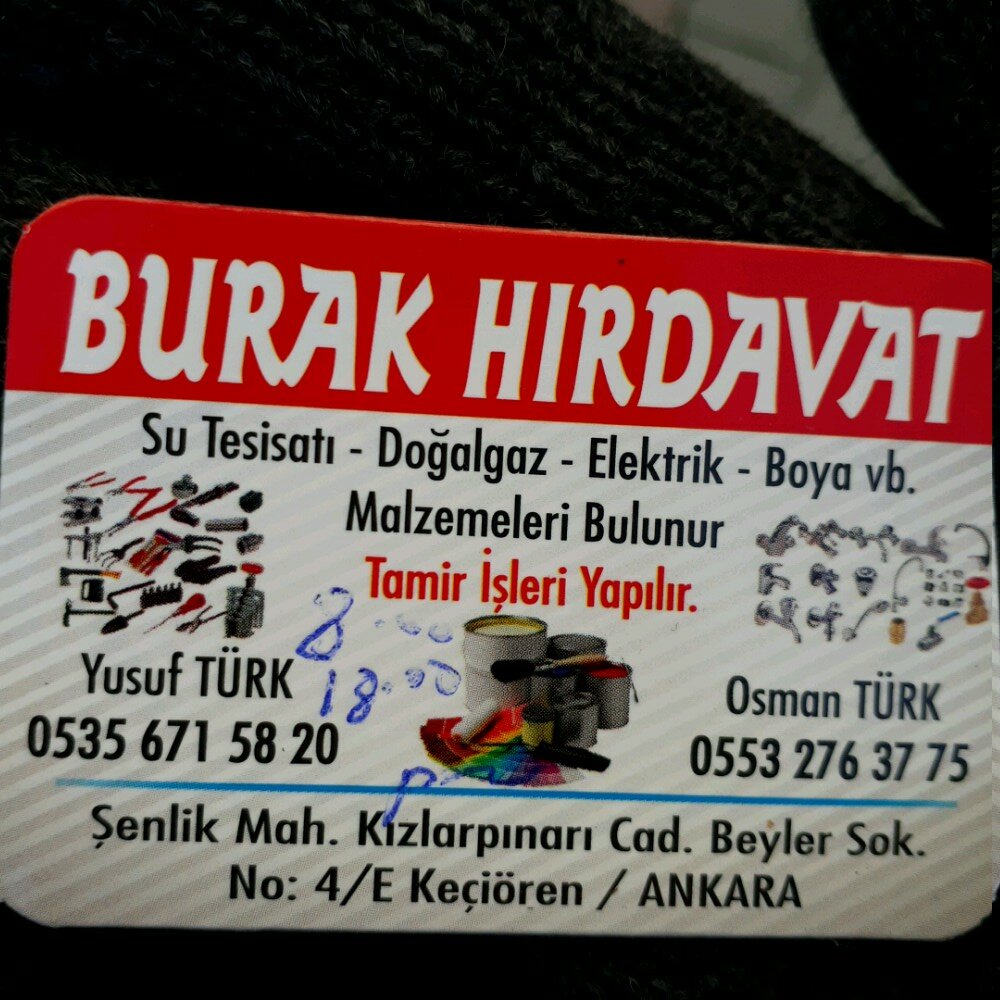 BURAK HIRDAVAT
Su Tesisatı - Doğalgaz - Elektrik - Boya vb.
Malzemeleri Bulunur
Tamir İşleri Yapılır.
8.00
18.00
Yusuf TÜRK
0535 671 58 20
Osman TÜRK
0553 276 37 75
Şenlik Mah. Kızlarpınarı Cad. Beyler Sok.
No: 4/E Keçiören / ANKARA